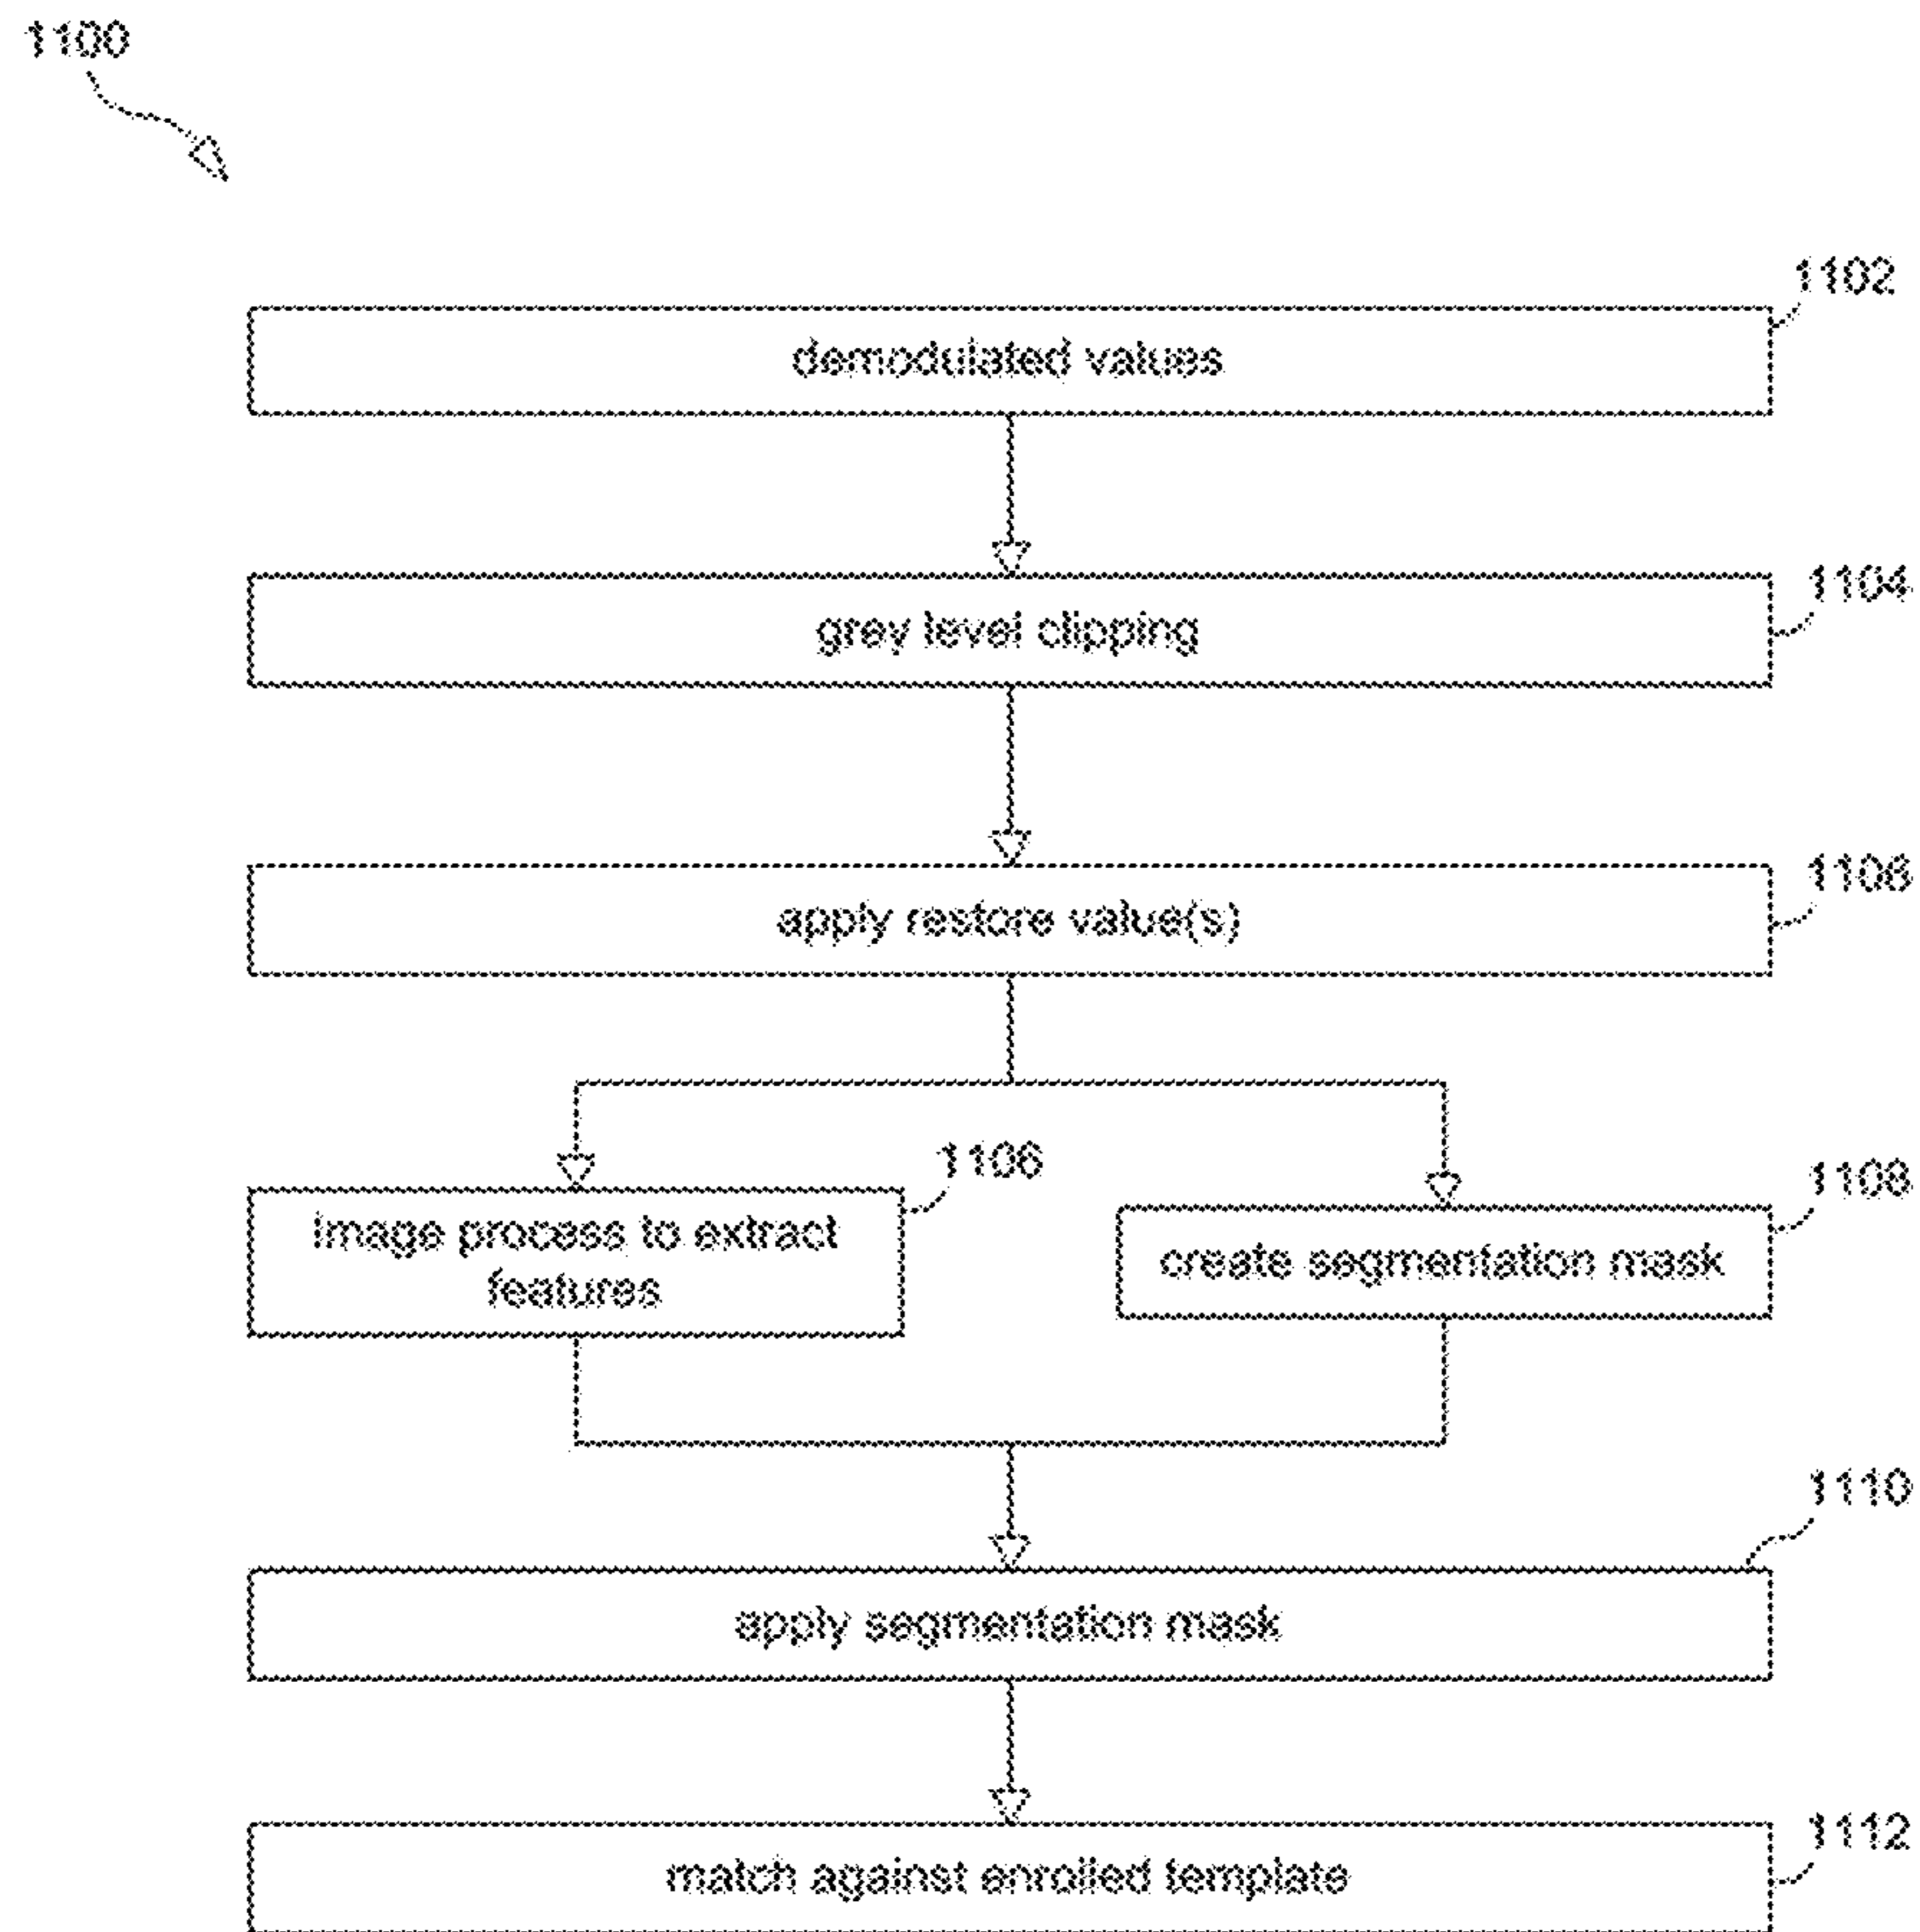 1100
1102
demodulated values
1104
grey level clipping
1106
apply restore value(s)
1106
image process to extract
features
1108
create segmentation mask
1110
apply segmentation mask
1112
match against enrolled template